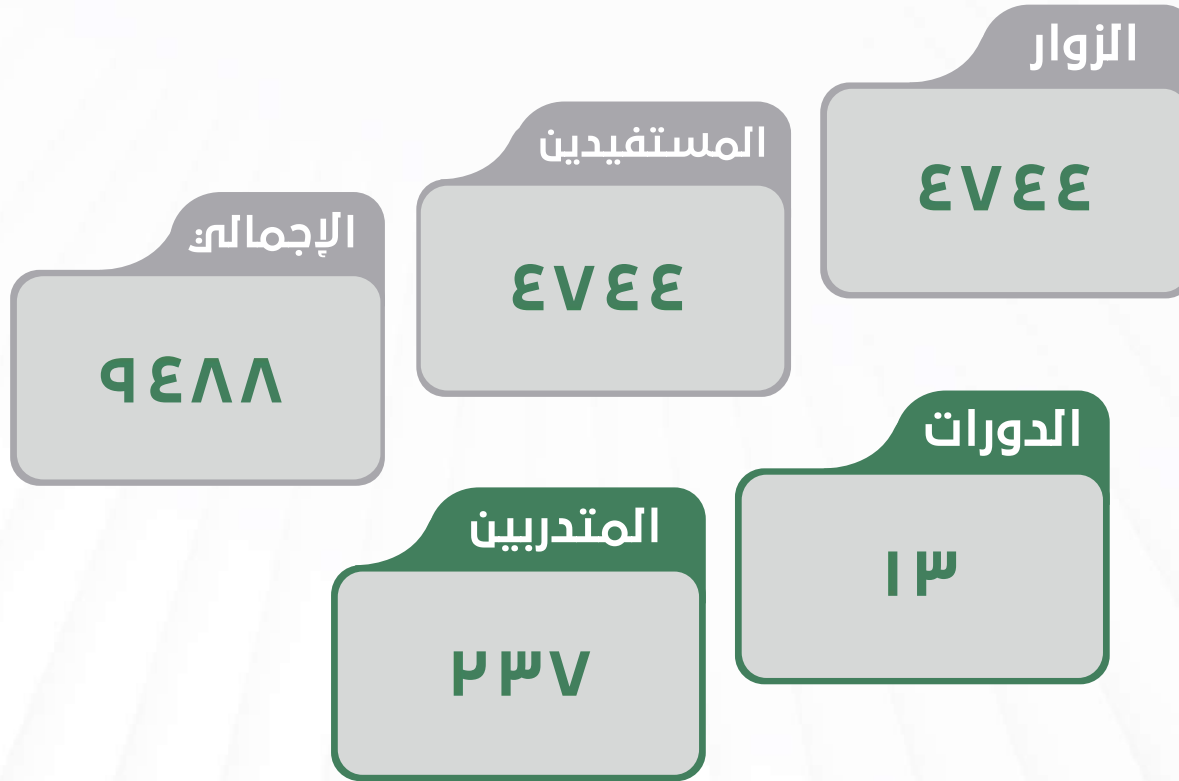 الزوار
٤٧٤٤
المستفيدين
٤٧٤٤
الإجمالي
٩٤٨٨
الدورات
١٣
المتدربين
٢٣٧